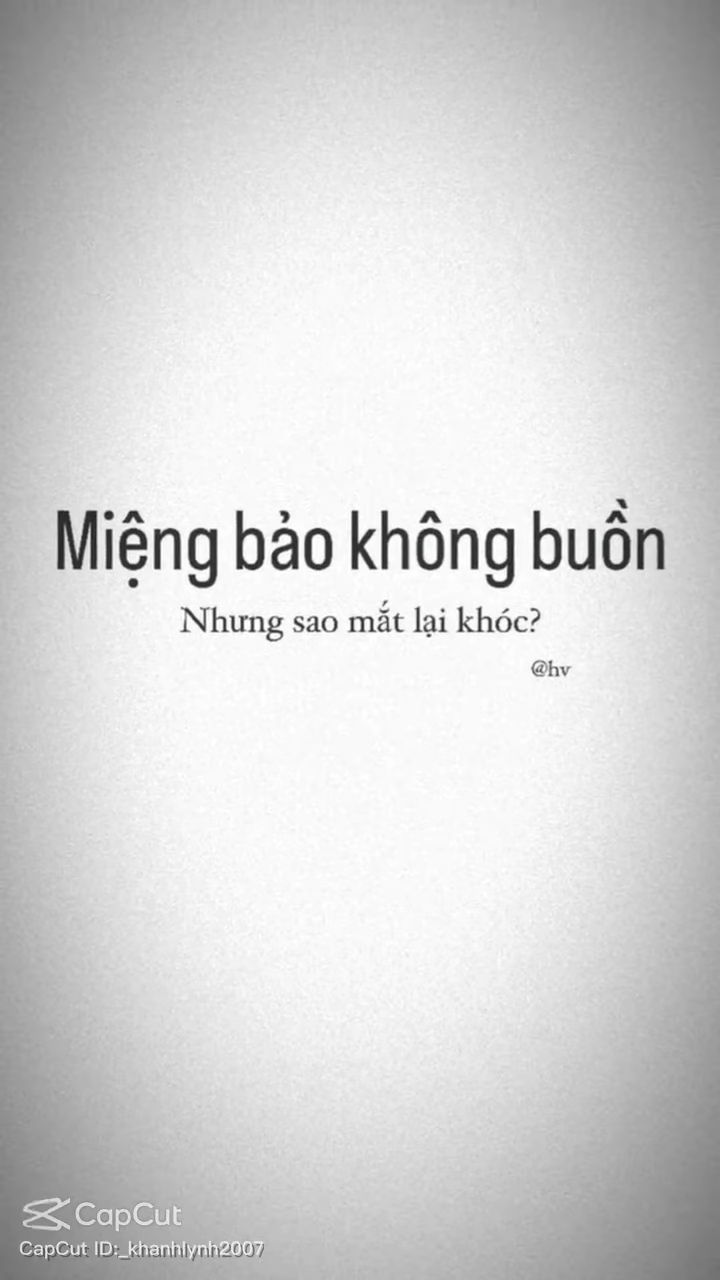 Miệng bảo không buồn
Nhưng sao mắt lại khóc?
@hv
CapCut
CapCut ID:_khanhlynh2007